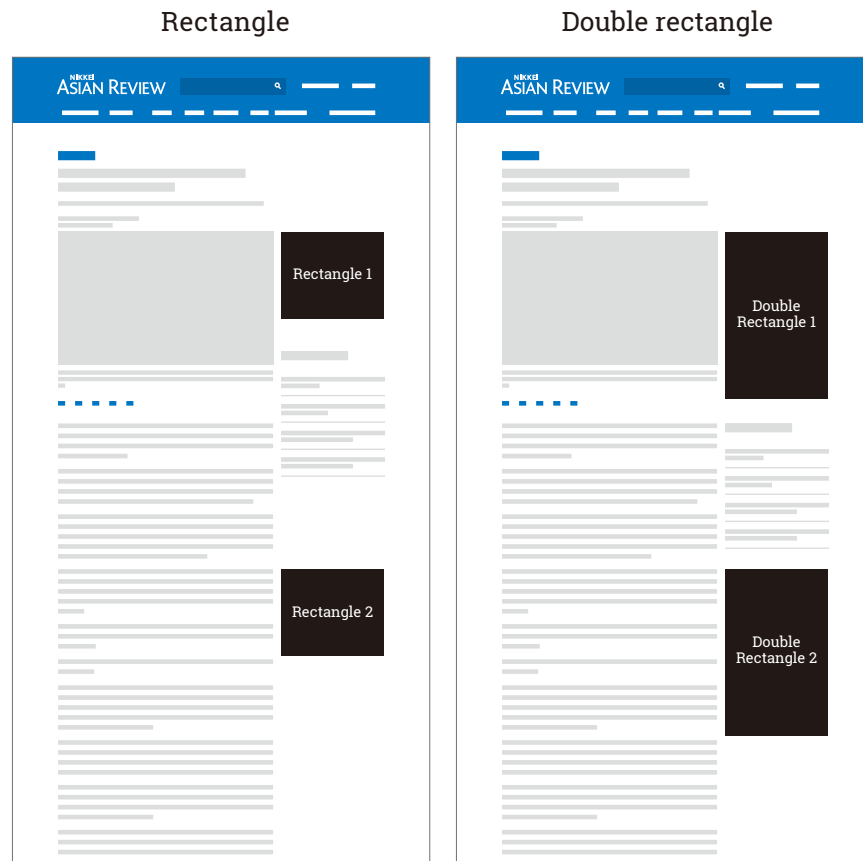 Rectangle
NIKKEI
ASIAN REVIEW
Rectangle 1
Rectangle 2
Double rectangle
NIKKEI
ASIAN REVIEW
Double
Rectangle 1
Double
Rectangle 2